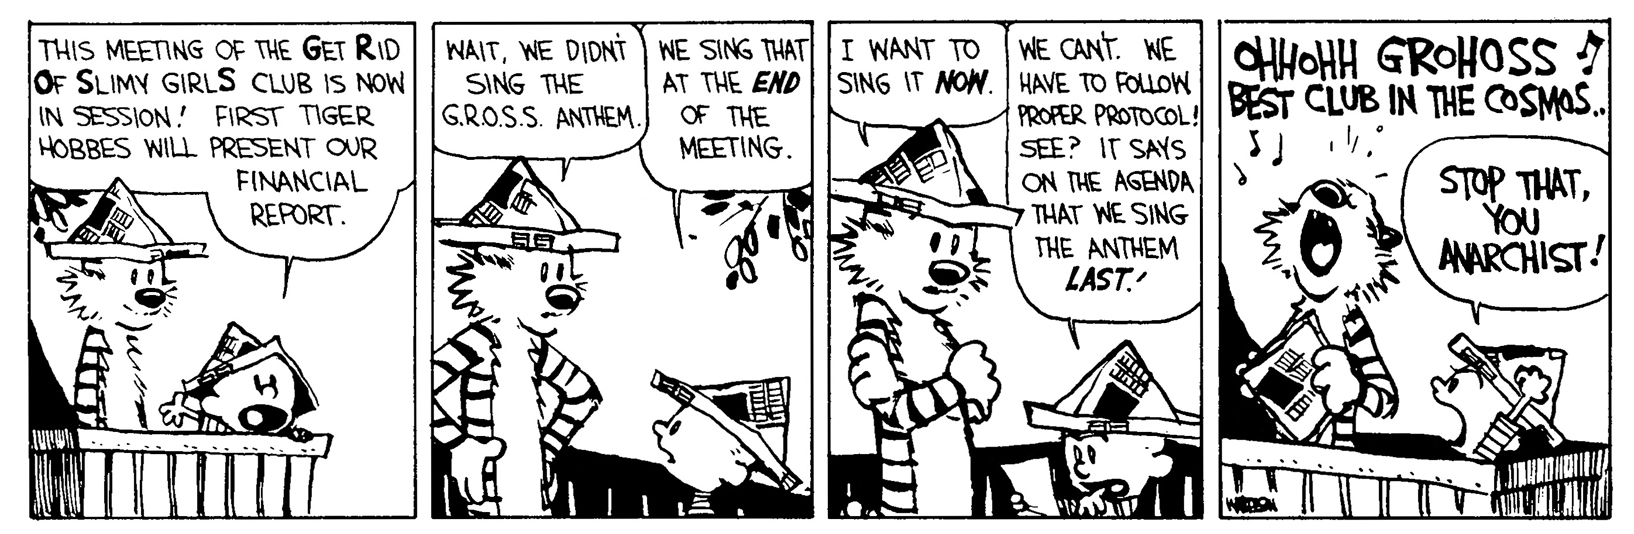 THIS MEETING OF THE GET RID
OF SLIMY GIRLS CLUB IS NOW
IN SESSION! FIRST TIGER
HOBBES WILL PRESENT OUR
FINANCIAL
REPORT.
WAIT, WE DIDN'T
SING THE
G.R.O.S.S. ANTHEM.
WE SING THAT
AT THE END
OF THE
MEETING.
I WANT TO
SING IT NOW.
WE CAN'T. WE
HAVE TO FOLLOW
PROPER PROTOCOL!
SEE? IT SAYS
ON THE AGENDA
THAT WE SING
THE ANTHEM
LAST!
OHHOHH GROHOSS
BEST CLUB IN THE COSMOS..
STOP THAT,
YOU
ANARCHIST!
WATTERSON